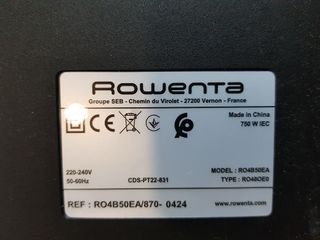 Rowenta
Groupe SEB - Chemin du Virolet - 27200 Vernon - France
Made in China
750 W IEC
220-240V
50-60Hz
CDS-PT22-831
MODEL : RO4B50EA
TYPE : RO4BOE0
REF : RO4B50EA/870- 0424
www.rowenta.com